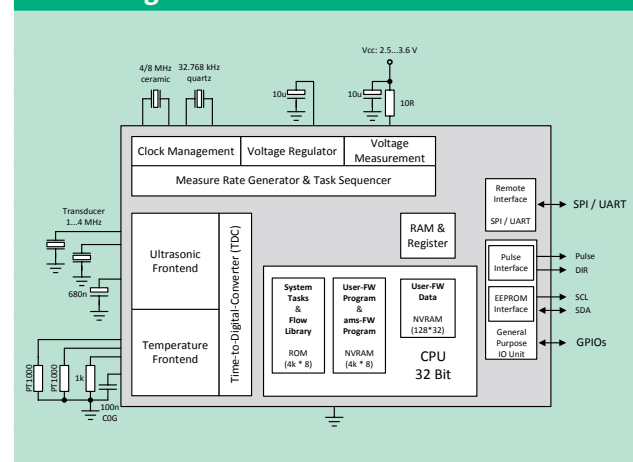 Vcc: 2.5...3.6 V
4/8 MHz
ceramic
32.768 kHz
quartz
10u
10u
10R
Clock Management
Voltage Regulator
Voltage
Measurement
Measure Rate Generator & Task Sequencer
Remote
Interface
SPI / UART
SPI / UART
Transducer
1...4 MHz
Ultrasonic
Frontend
680n
Time-to-Digital-Converter (TDC)
RAM &
Register
Pulse
Interface
Pulse
DIR
EEPROM
Interface
SCL
SDA
General
Purpose
IO Unit
GPIOs
System
Tasks
&
Flow
Library
ROM
(4k * 8)
User-FW
Program
&
ams-FW
Program
NVRAM
(4k * 8)
User-FW
Data
NVRAM
(128*32)
CPU
32 Bit
Temperature
Frontend
PT1000
PT1000
1k
100n
C0G